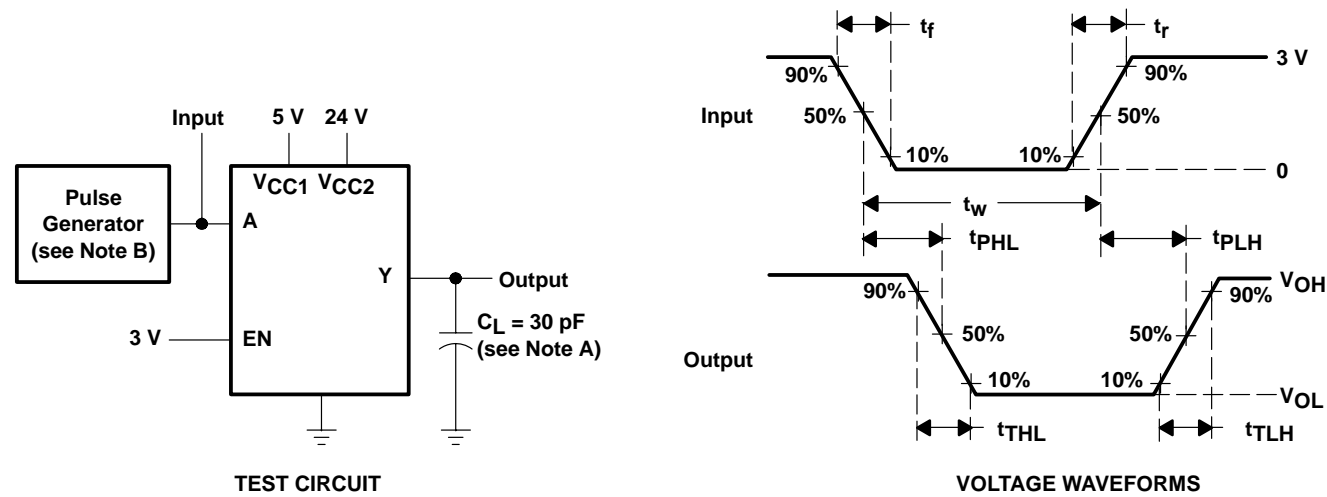 Input
5 V
24 V
Pulse
Generator
(see Note B)
VCC1
VCC2
A
Y
Output
3 V
EN
CL = 30 pF
(see Note A)
TEST CIRCUIT
tf
tr
3 V
90%
90%
Input
50%
50%
10%
10%
0
tw
tPHL
tPLH
VOH
90%
90%
50%
50%
Output
10%
10%
VOL
tTHL
tTLH
VOLTAGE WAVEFORMS